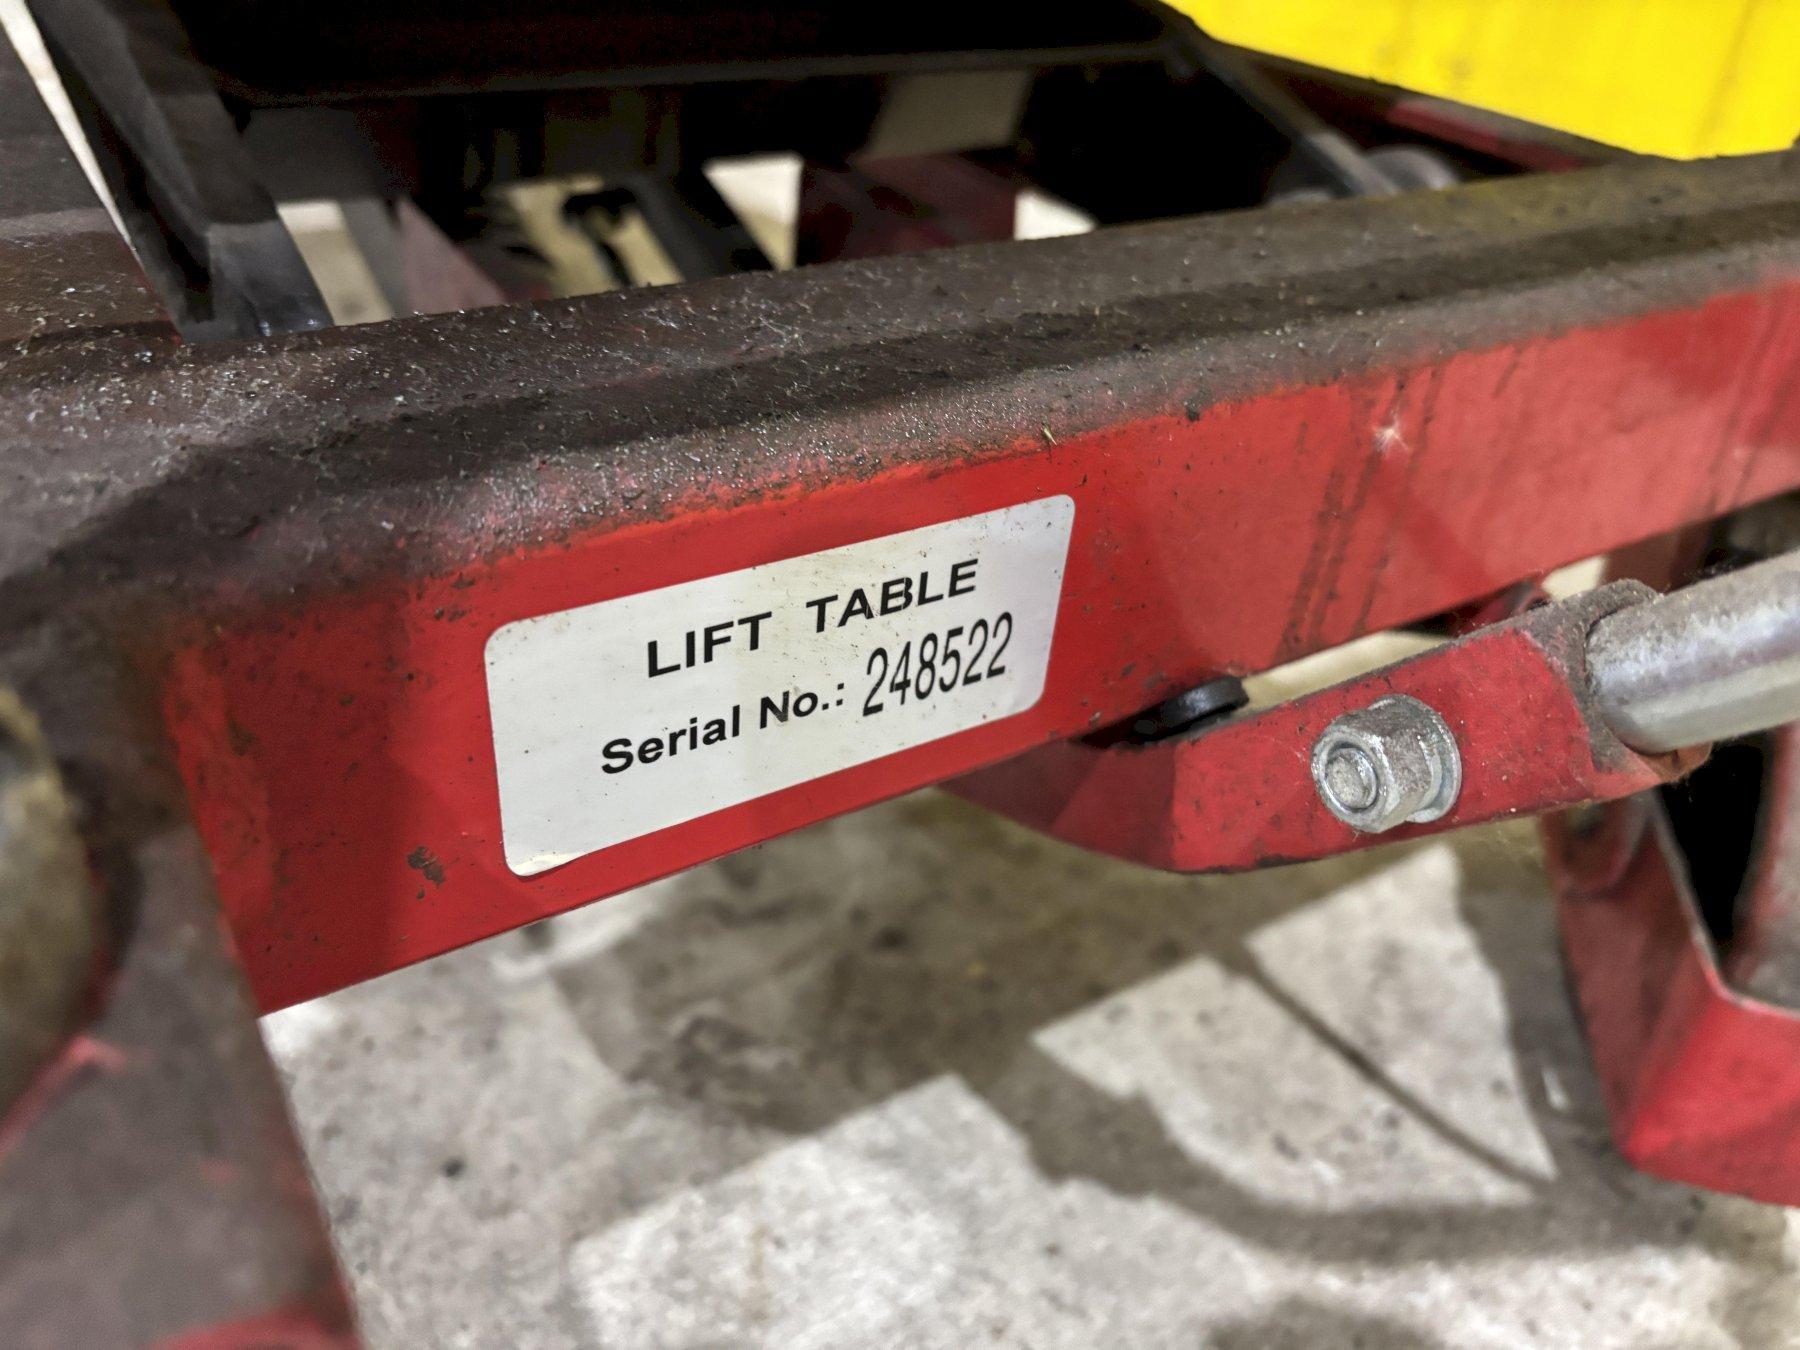 LIFT TABLE
Serial No.: 248522